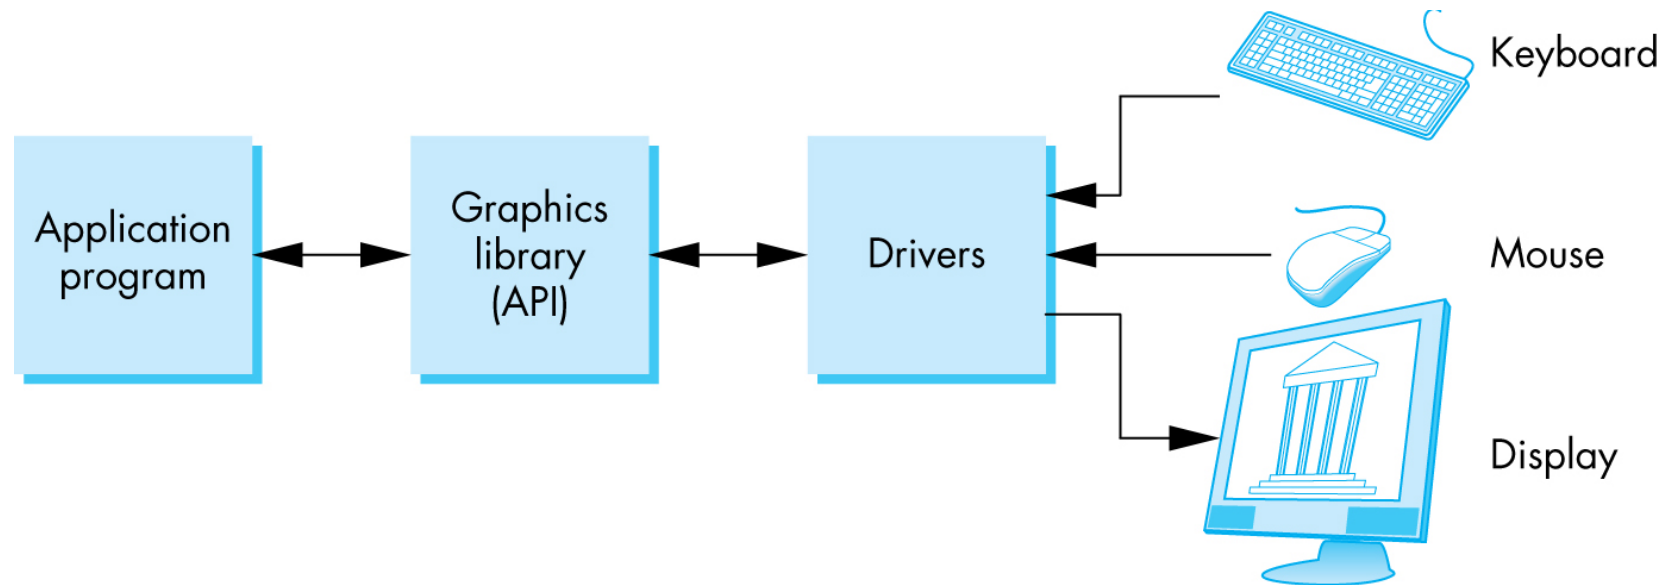 Application
program
Graphics
library
(API)
Drivers
Keyboard
Mouse
Display